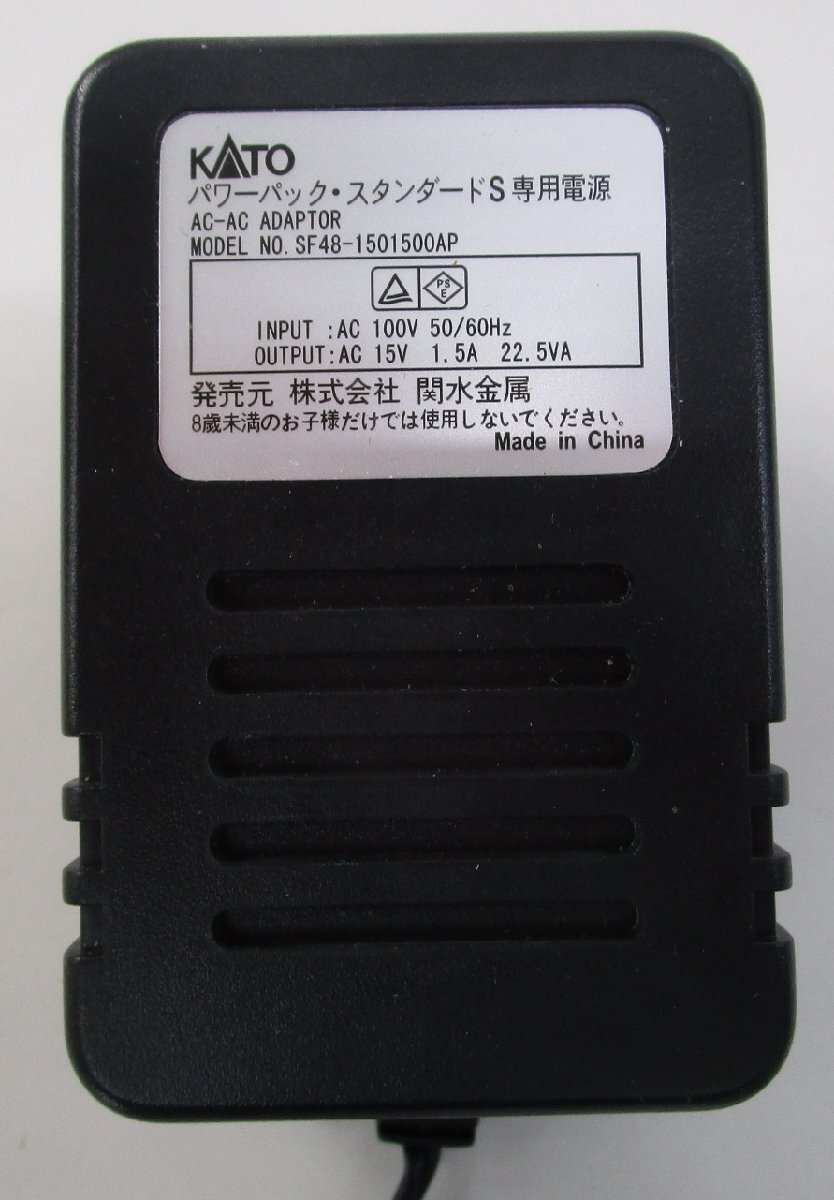 KATO
パワーパック・スタンダードS専用電源
AC-AC ADAPTOR
MODEL NO. SF48-1501500AP
PS
E
INPUT :AC 100V 50/60Hz
OUTPUT:AC 15V 1.5A 22.5VA
発売元 株式会社 関水金属
8歳未満のお子様だけでは使用しないでください。
Made in China